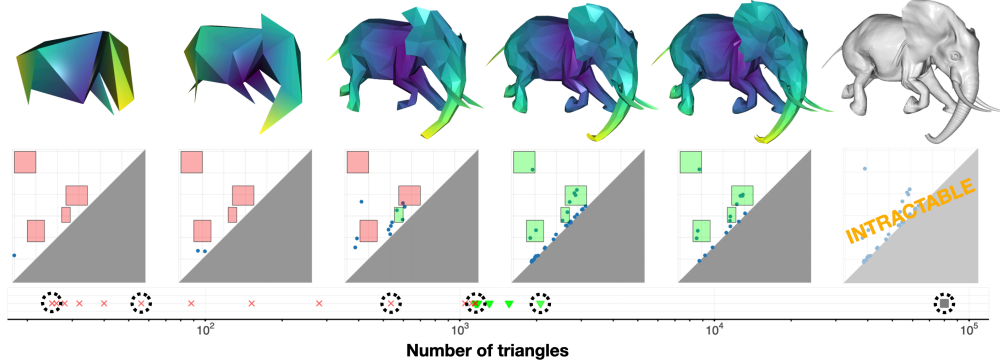 INTRACTABLE
10²
10³
10⁴
10⁵
Number of triangles